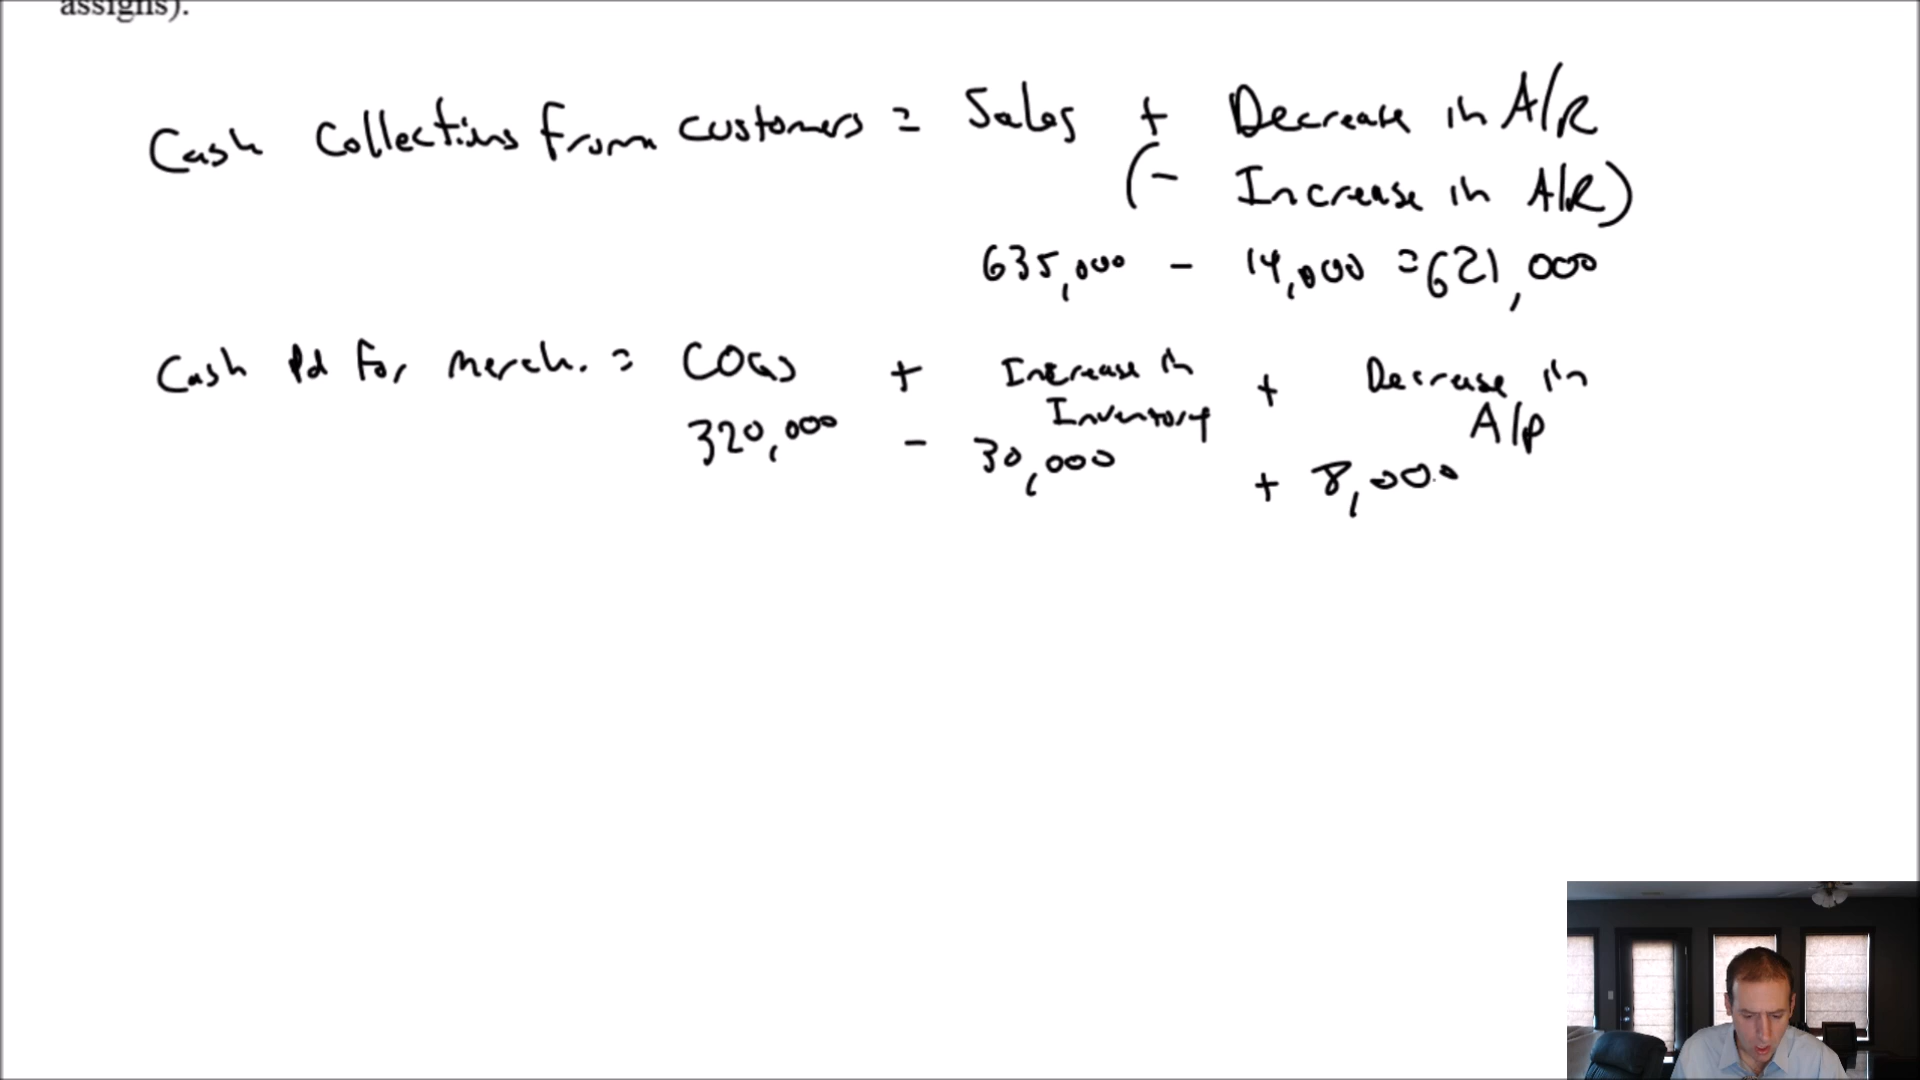 assigns).
Cash Collections from customers = Sales + Decrease in A/R
(- Increase in A/R)
635,000 - 14,000 = 621,000
Cash Pd for merch. = COGS + Increase in Inventory + Decrease in A/P
320,000 - 30,000 + 8,000